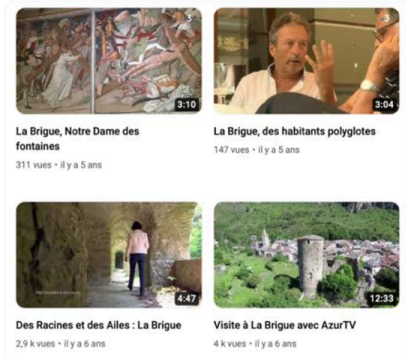 3:10
3:04
La Brigue, Notre Dame des
fontaines
311 vues • il y a 5 ans
La Brigue, des habitants polyglotes
147 vues • il y a 5 ans
4:47
12:33
Des Racines et des Ailes : La Brigue
2,9 k vues • il y a 6 ans
Visite à La Brigue avec AzurTV
4 k vues • il y a 6 ans